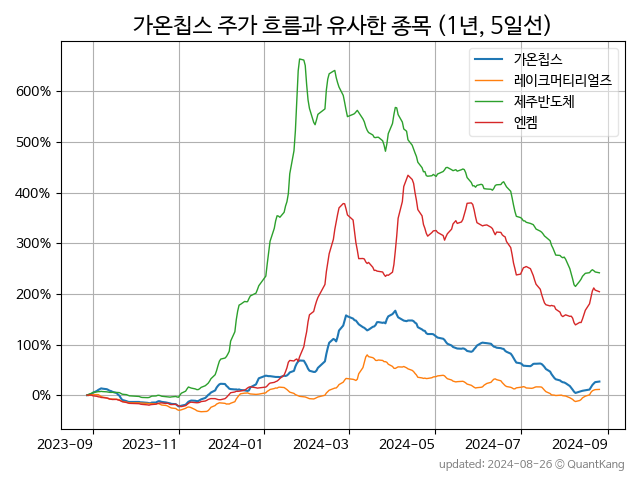 가온칩스 주가 흐름과 유사한 종목 (1년, 5일선)
가온칩스
레이크머티리얼즈
제주반도체
엔켐
600%
500%
400%
300%
200%
100%
0%
2023-09 2023-11 2024-01 2024-03 2024-05 2024-07 2024-09
updated: 2024-08-26 © QuantKang